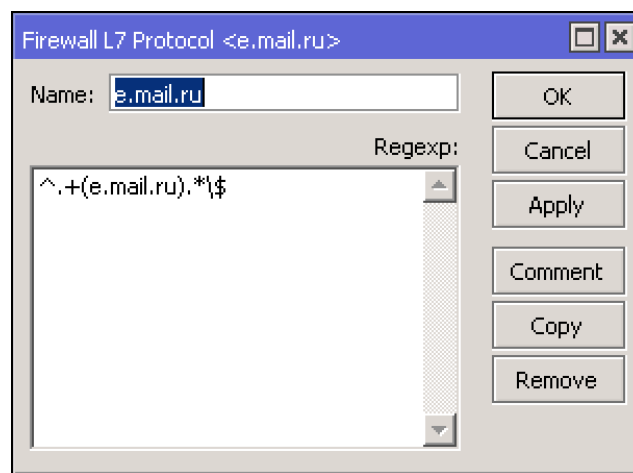 Firewall L7 Protocol <e.mail.ru>
Name: e.mail.ru
Regexp:
^.+(e.mail.ru).*\$
OK
Cancel
Apply
Comment
Copy
Remove